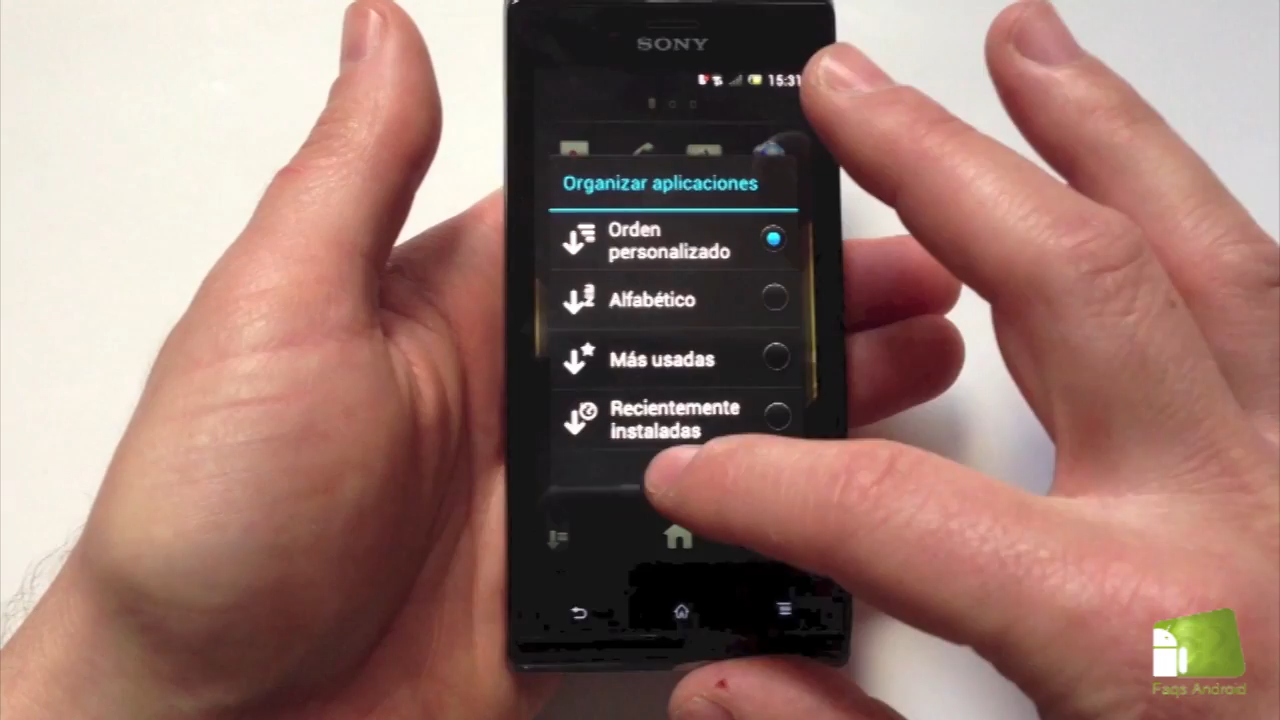 SONY
15:31
Organizar aplicaciones
Orden
personalizado
Alfabético
Más usadas
Recientemente
instaladas
Faqs Android